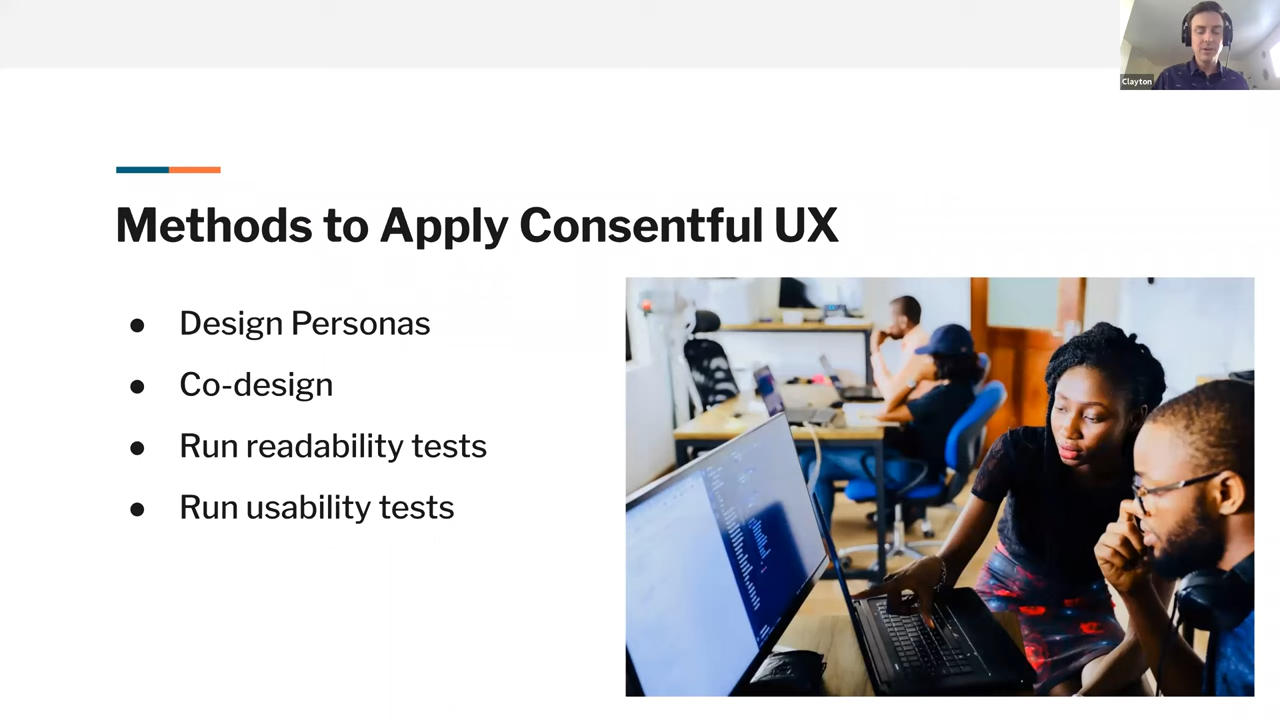 Clayton
Methods to Apply Consentful UX
● Design Personas
● Co-design
● Run readability tests
● Run usability tests